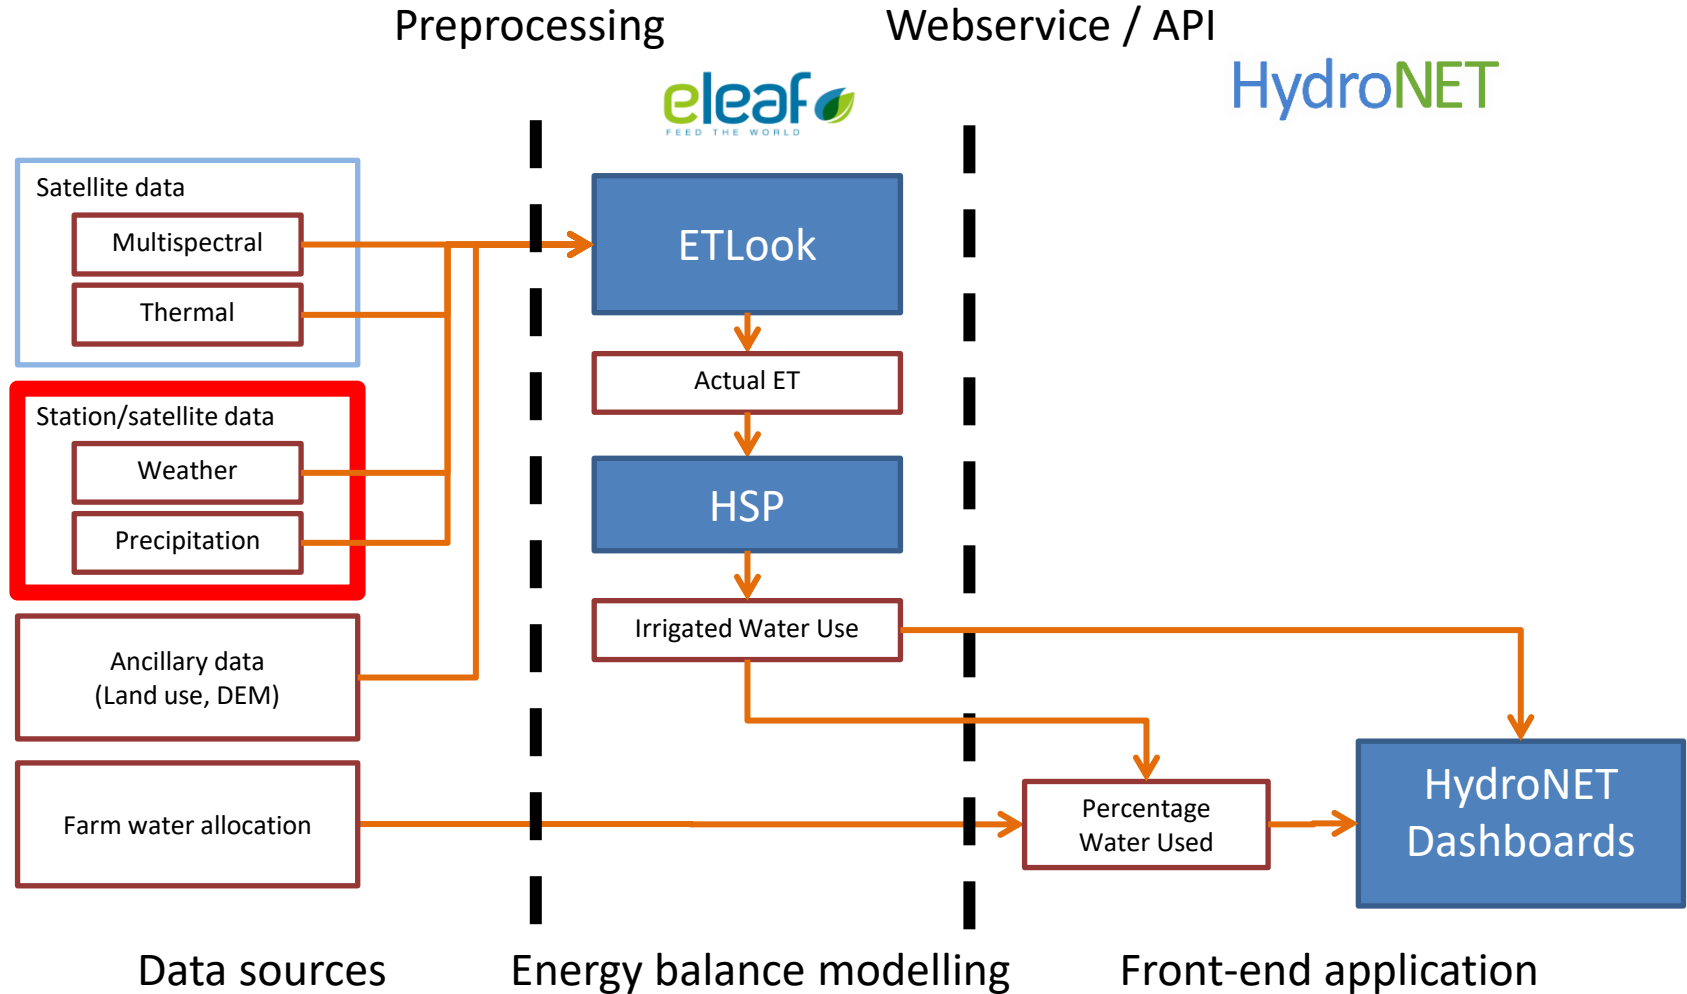 Preprocessing
Webservice / API
eleaf
FEED THE WORLD
HydroNET
Satellite data
Multispectral
Thermal
Station/satellite data
Weather
Precipitation
Ancillary data
(Land use, DEM)
Farm water allocation
ETLook
Actual ET
HSP
Irrigated Water Use
Percentage
Water Used
HydroNET
Dashboards
Data sources
Energy balance modelling
Front-end application